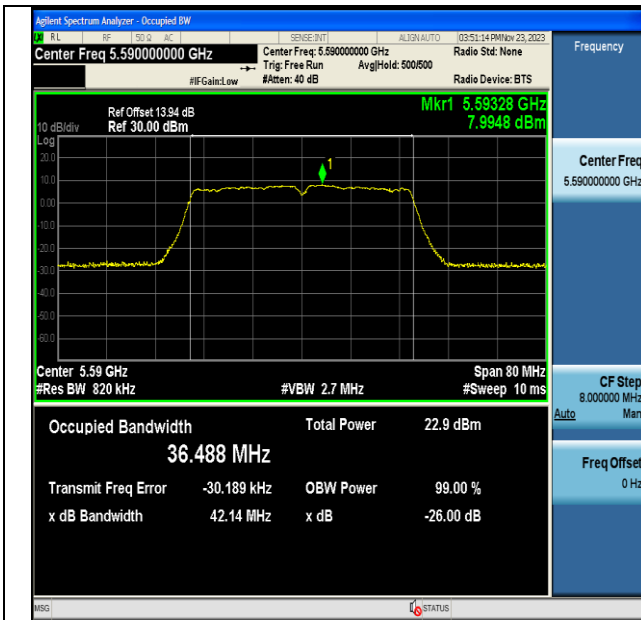 Agilent Spectrum Analyzer - Occupied BW
RL RF 50 Ω AC SENSE:INT ALIGN AUTO 03:51:14 PM Nov 23, 2023
Center Freq 5.590000000 GHz
Center Freq: 5.590000000 GHz Radio Std: None
Trig: Free Run Avg|Hold: 500/500
#IFGain:Low #Atten: 40 dB Radio Device: BTS
Frequency
Mkr1 5.59328 GHz
7.9948 dBm
Ref Offset 13.94 dB
10 dB/div Ref 30.00 dBm
Log
20.0
10.0
0.00
-10.0
-20.0
-30.0
-40.0
-50.0
-60.0
1
Center Freq
5.590000000 GHz
Center 5.59 GHz Span 80 MHz
#Res BW 820 kHz #VBW 2.7 MHz #Sweep 10 ms
CF Step
8.000000 MHz
Auto Man
Occupied Bandwidth Total Power 22.9 dBm
36.488 MHz
Transmit Freq Error -30.189 kHz OBW Power 99.00 %
x dB Bandwidth 42.14 MHz x dB -26.00 dB
Freq Offset
0 Hz
MSG STATUS